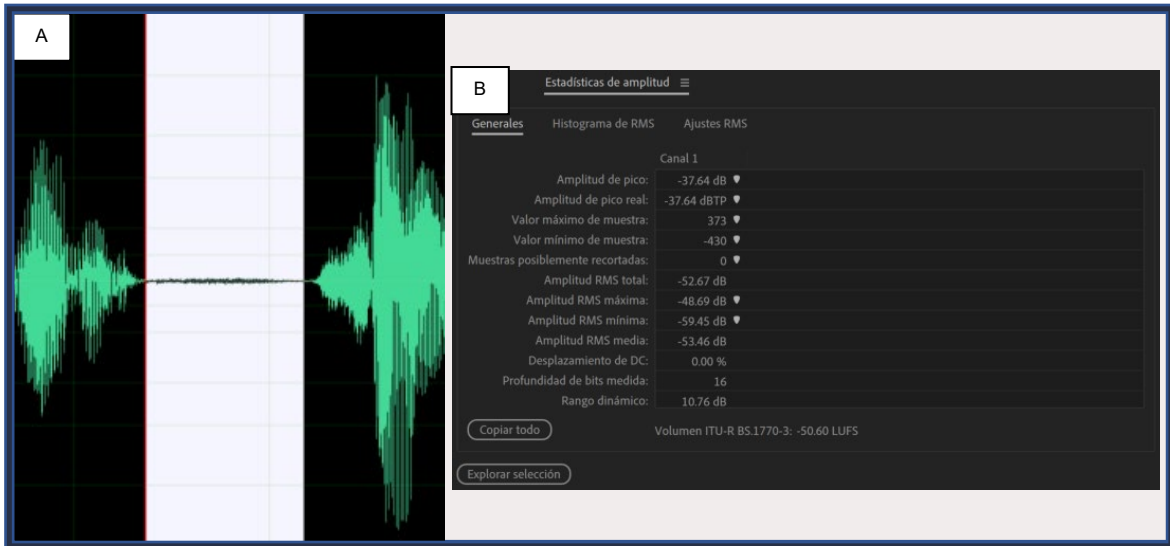 A
B
Estadísticas de amplitud
Generales Histograma de RMS Ajustes RMS
Canal 1
Amplitud de pico: -37.64 dB
Amplitud de pico real: -37.64 dBTP
Valor máximo de muestra: 373
Valor mínimo de muestra: -430
Muestras posiblemente recortadas: 0
Amplitud RMS total: -52.67 dB
Amplitud RMS máxima: -48.69 dB
Amplitud RMS mínima: -59.45 dB
Amplitud RMS media: -53.46 dB
Desplazamiento de DC: 0.00 %
Profundidad de bits medida: 16
Rango dinámico: 10.76 dB
Copiar todo Volumen ITU-R BS.1770-3: -50.60 LUFS
Explorar selección